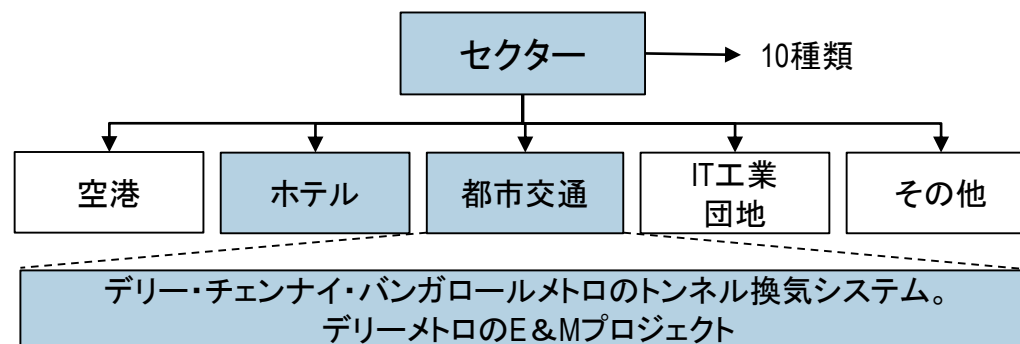 セクター
10種類
空港
ホテル
都市交通
IT工業
団地
その他
デリー・チェンナイ・バンガロールメトロのトンネル換気システム。
デリーメトロのE＆Mプロジェクト